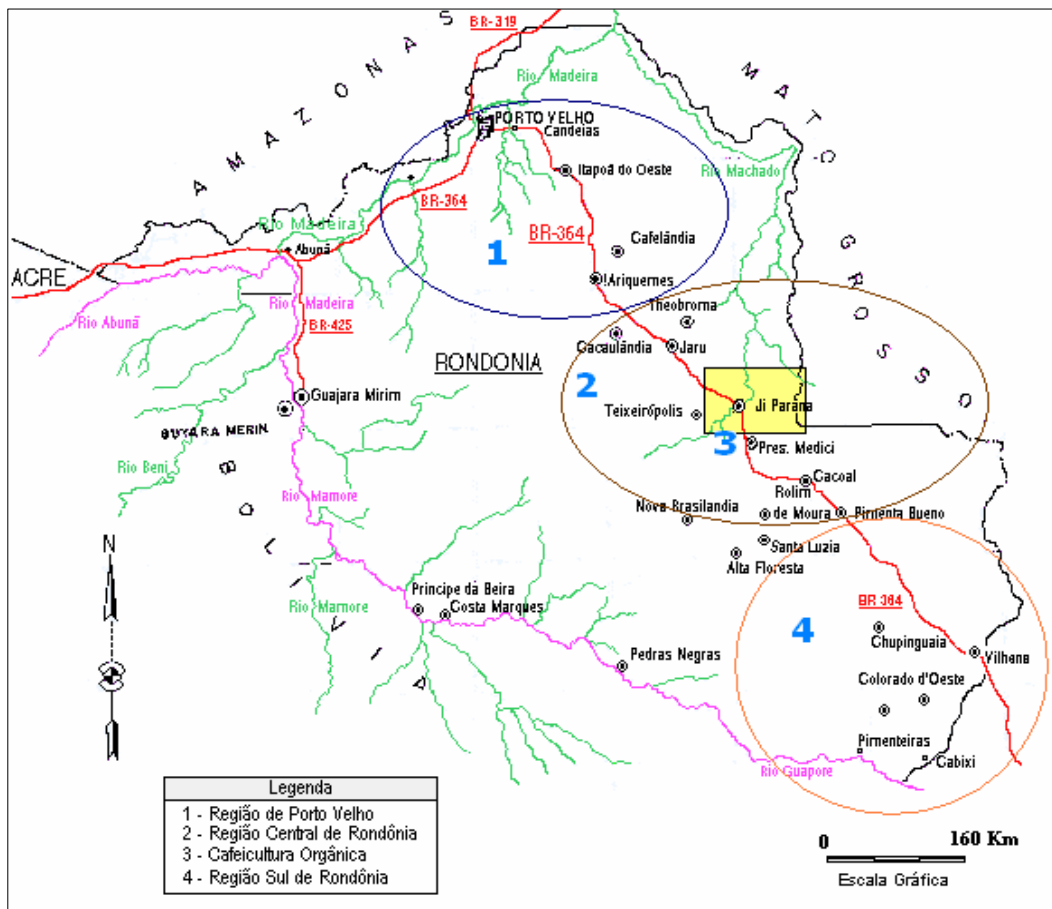 BR-319
AMAZONAS
MATO GROSSO
Rio Madeira
PORTO VELHO
Candeias
Itapoã do Oeste
Rio Machado
BR-364
Rio Madeira
BR-364
1
Cafelândia
Abunã
ACRE
!Ariquemes
Rio Madeira
Theobroma
Rio Abunã
BR-425
Cacaulândia
Jaru
RONDONIA
2
Guajara Mirim
Teixeirópolis
Ji Paràna
GUYARA MERIN
3
Pres. Medici
Rio Beni
BOLIVIA
Cacoal
Rio Mamore
Rolim
Nova Brasilandia
de Moura
Pimenta Bueno
N
Santa Luzia
Alta Floresta
Principe da Beira
BR 364
Rio Mamore
Costa Marques
4
Chupinguaia
Pedras Negras
Vilhena
Colorado d'Oeste
Pimenteiras
Rio Guapore
Cabixi
Legenda
1 - Região de Porto Velho
2 - Região Central de Rondônia
3 - Cafeicultura Orgânica
4 - Região Sul de Rondônia
0 160 Km
Escala Gráfica